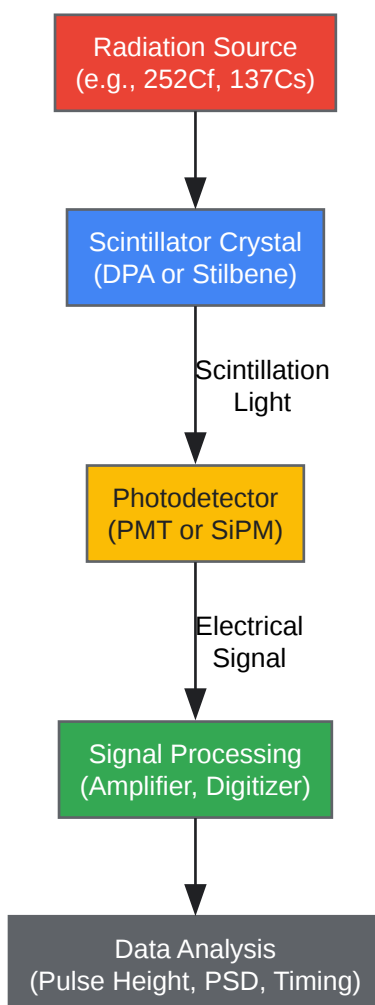 Radiation Source
(e.g., 252Cf, 137Cs)
Scintillator Crystal
(DPA or Stilbene)
Scintillation
Light
Photodetector
(PMT or SiPM)
Electrical
Signal
Signal Processing
(Amplifier, Digitizer)
Data Analysis
(Pulse Height, PSD, Timing)